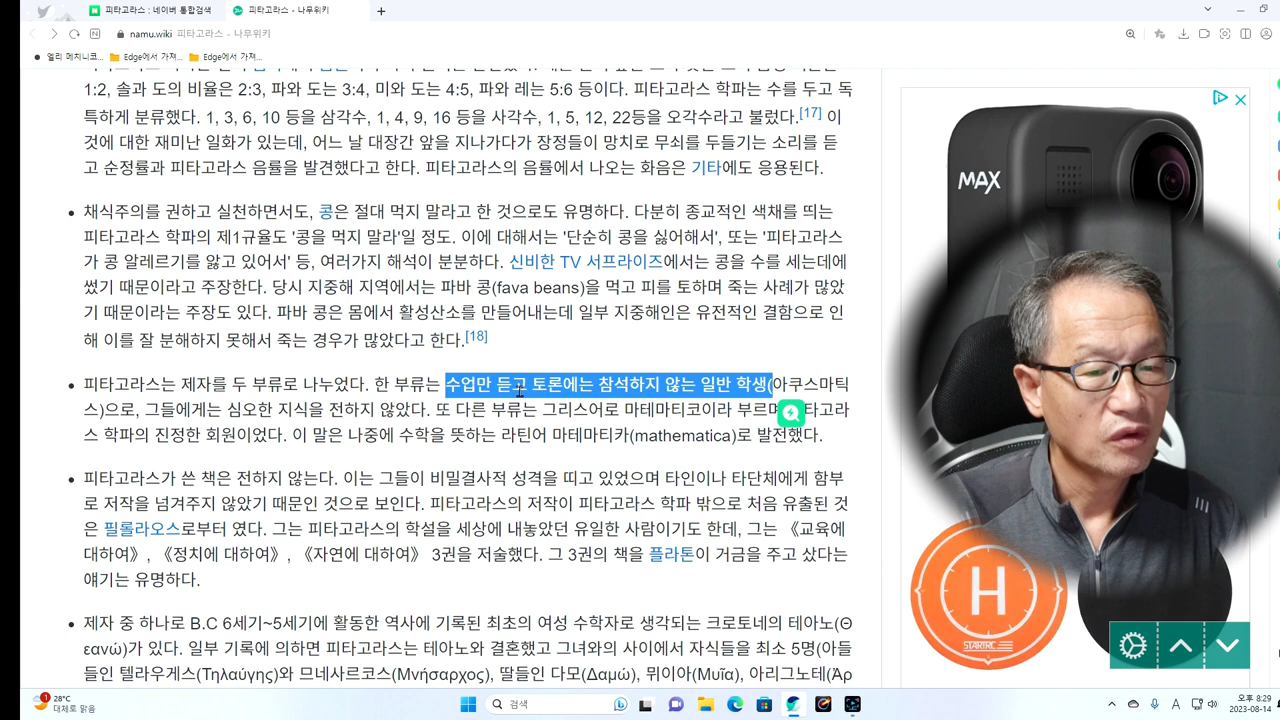 피타고라스 : 네이버 통합검색
피타고라스 - 나무위키
namu.wiki 피타고라스 - 나무위키
엘리 메치니코...
Edge에서 가져...
Edge에서 가져...
1:2, 솔과 도의 비율은 2:3, 파와 도는 3:4, 미와 도는 4:5, 파와 레는 5:6 등이다. 피타고라스 학파는 수를 두고 독
특하게 분류했다. 1, 3, 6, 10 등을 삼각수, 1, 4, 9, 16 등을 사각수, 1, 5, 12, 22등을 오각수라고 불렀다.[17] 이
것에 대한 재미난 일화가 있는데, 어느 날 대장간 앞을 지나가다가 장정들이 망치로 무쇠를 두들기는 소리를 듣
고 순정률과 피타고라스 음률을 발견했다고 한다. 피타고라스의 음률에서 나오는 화음은 기타에도 응용된다.
채식주의를 권하고 실천하면서도, 콩은 절대 먹지 말라고 한 것으로도 유명하다. 다분히 종교적인 색채를 띄는
피타고라스 학파의 제1규율도 '콩을 먹지 말라'일 정도. 이에 대해서는 '단순히 콩을 싫어해서', 또는 '피타고라스
가 콩 알레르기를 앓고 있어서' 등, 여러가지 해석이 분분하다. 신비한 TV 서프라이즈에서는 콩을 수를 세는데에
썼기 때문이라고 주장한다. 당시 지중해 지역에서는 파바 콩(fava beans)을 먹고 피를 토하며 죽는 사례가 많았
기 때문이라는 주장도 있다. 파바 콩은 몸에서 활성산소를 만들어내는데 일부 지중해인은 유전적인 결함으로 인
해 이를 잘 분해하지 못해서 죽는 경우가 많았다고 한다.[18]
피타고라스는 제자를 두 부류로 나누었다. 한 부류는 수업만 듣고 토론에는 참석하지 않는 일반 학생(아쿠스마틱
스)으로, 그들에게는 심오한 지식을 전하지 않았다. 또 다른 부류는 그리스어로 마테마티코이라 부르며 타고라
스 학파의 진정한 회원이었다. 이 말은 나중에 수학을 뜻하는 라틴어 마테마티카(mathematica)로 발전했다.
피타고라스가 쓴 책은 전하지 않는다. 이는 그들이 비밀결사적 성격을 띠고 있었으며 타인이나 타단체에게 함부
로 저작을 넘겨주지 않았기 때문인 것으로 보인다. 피타고라스의 저작이 피타고라스 학파 밖으로 처음 유출된 것
은 필롤라오스로부터 였다. 그는 피타고라스의 학설을 세상에 내놓았던 유일한 사람이기도 한데, 그는 《교육에
대하여》, 《정치에 대하여》, 《자연에 대하여》 3권을 저술했다. 그 3권의 책을 플라톤이 거금을 주고 샀다는
얘기는 유명하다.
제자 중 하나로 B.C 6세기~5세기에 활동한 역사에 기록된 최초의 여성 수학자로 생각되는 크로토네의 테아노(Θ
εανώ)가 있다. 일부 기록에 의하면 피타고라스는 테아노와 결혼했고 그녀와의 사이에서 자식들을 최소 5명(아들
들인 텔라우게스(Τηλαύγης)와 므네사르코스(Μνήσαρχος), 딸들인 다모(Δαμώ), 뮈이아(Μυῖα), 아리그노테(Ἀρ
MAX
H
STARTRC
1
28°C
대체로 맑음
검색
A
오후 8:29
2023-08-14